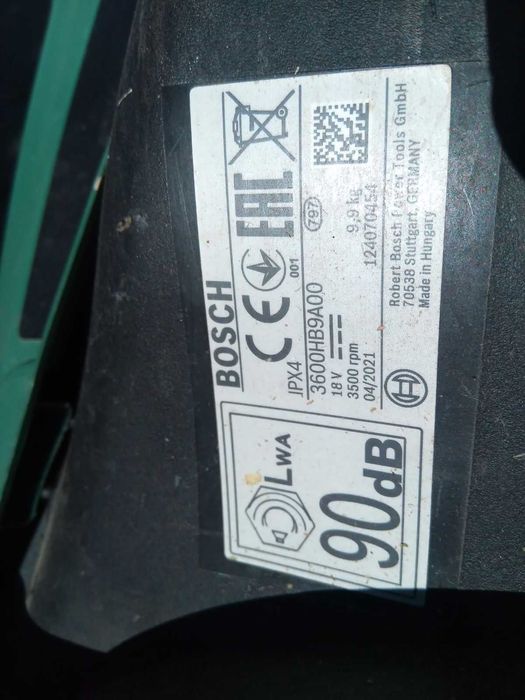 BOSCH
CE
001
EAC
IPX4
3600HB9A00
797
18 V
3500 rpm
9,9 kg
04/2021
124070454
Robert Bosch Power Tools GmbH
70538 Stuttgart, GERMANY
Made in Hungary
LWA
90dB